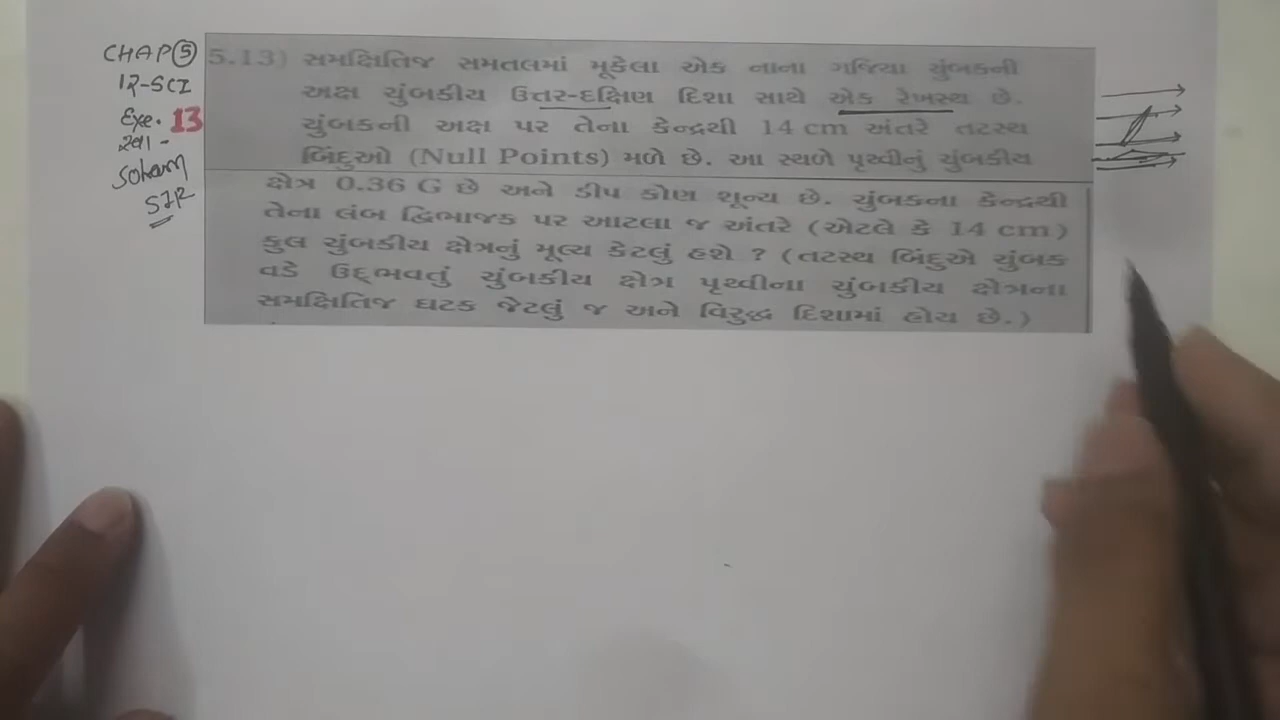 CHAP 5
12-SCI
Exe. 13
સ્વા -
Soham
SIR
5.13) સમક્ષિતિજ સમતલમાં મૂકેલા એક નાના ગજિયા ચુંબકની
અક્ષ ચુંબકીય ઉત્તર-દક્ષિણ દિશા સાથે એક રેખસ્થ છે.
ચુંબકની અક્ષ પર તેના કેન્દ્રથી 14 cm અંતરે તટસ્થ
બિંદુઓ (Null Points) મળે છે. આ સ્થળે પૃથ્વીનું ચુંબકીય
ક્ષેત્ર 0.36 G છે અને ડીપ કોણ શૂન્ય છે. ચુંબકના કેન્દ્રથી
તેના લંબ દ્વિભાજક પર આટલા જ અંતરે (એટલે કે 14 cm)
કુલ ચુંબકીય ક્ષેત્રનું મૂલ્ય કેટલું હશે ? (તટસ્થ બિંદુએ ચુંબક
વડે ઉદ્ભવતું ચુંબકીય ક્ષેત્ર પૃથ્વીના ચુંબકીય ક્ષેત્રના
સમક્ષિતિજ ઘટક જેટલું જ અને વિરુદ્ધ દિશામાં હોય છે.)